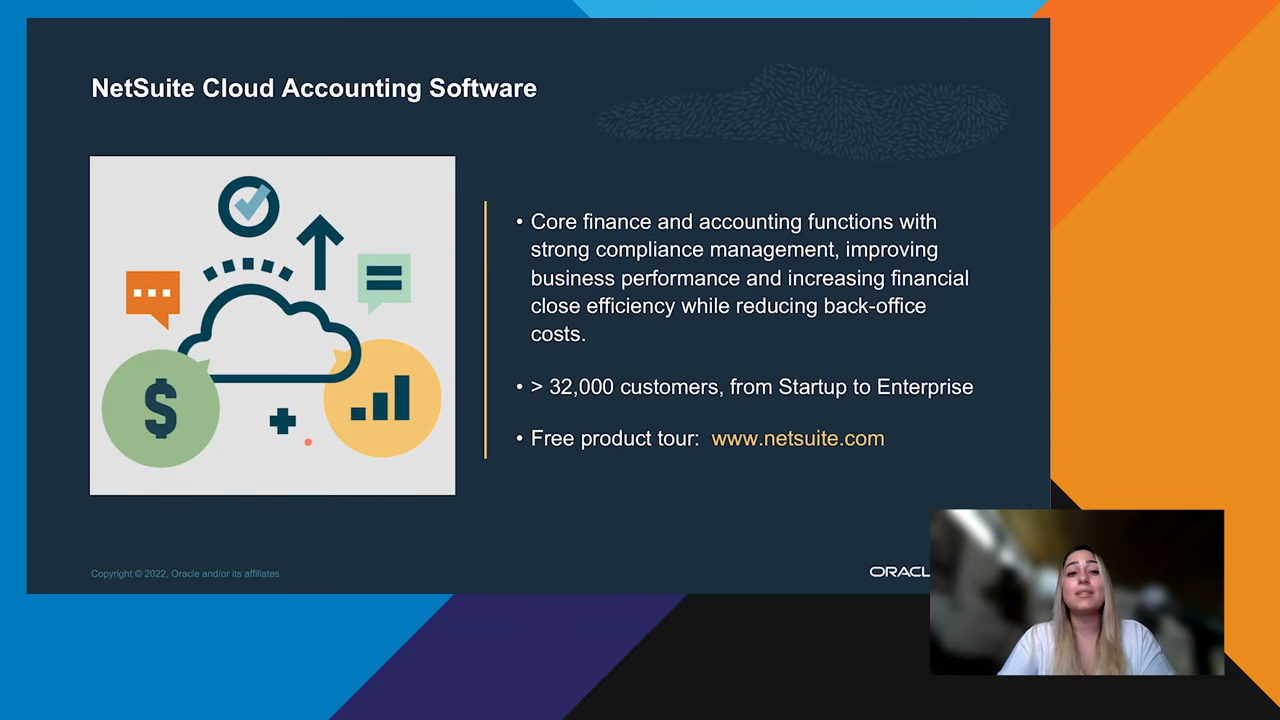 NetSuite Cloud Accounting Software
$
• Core finance and accounting functions with
strong compliance management, improving
business performance and increasing financial
close efficiency while reducing back-office
costs.
• > 32,000 customers, from Startup to Enterprise
• Free product tour: www.netsuite.com
Copyright © 2022, Oracle and/or its affiliates
ORACL